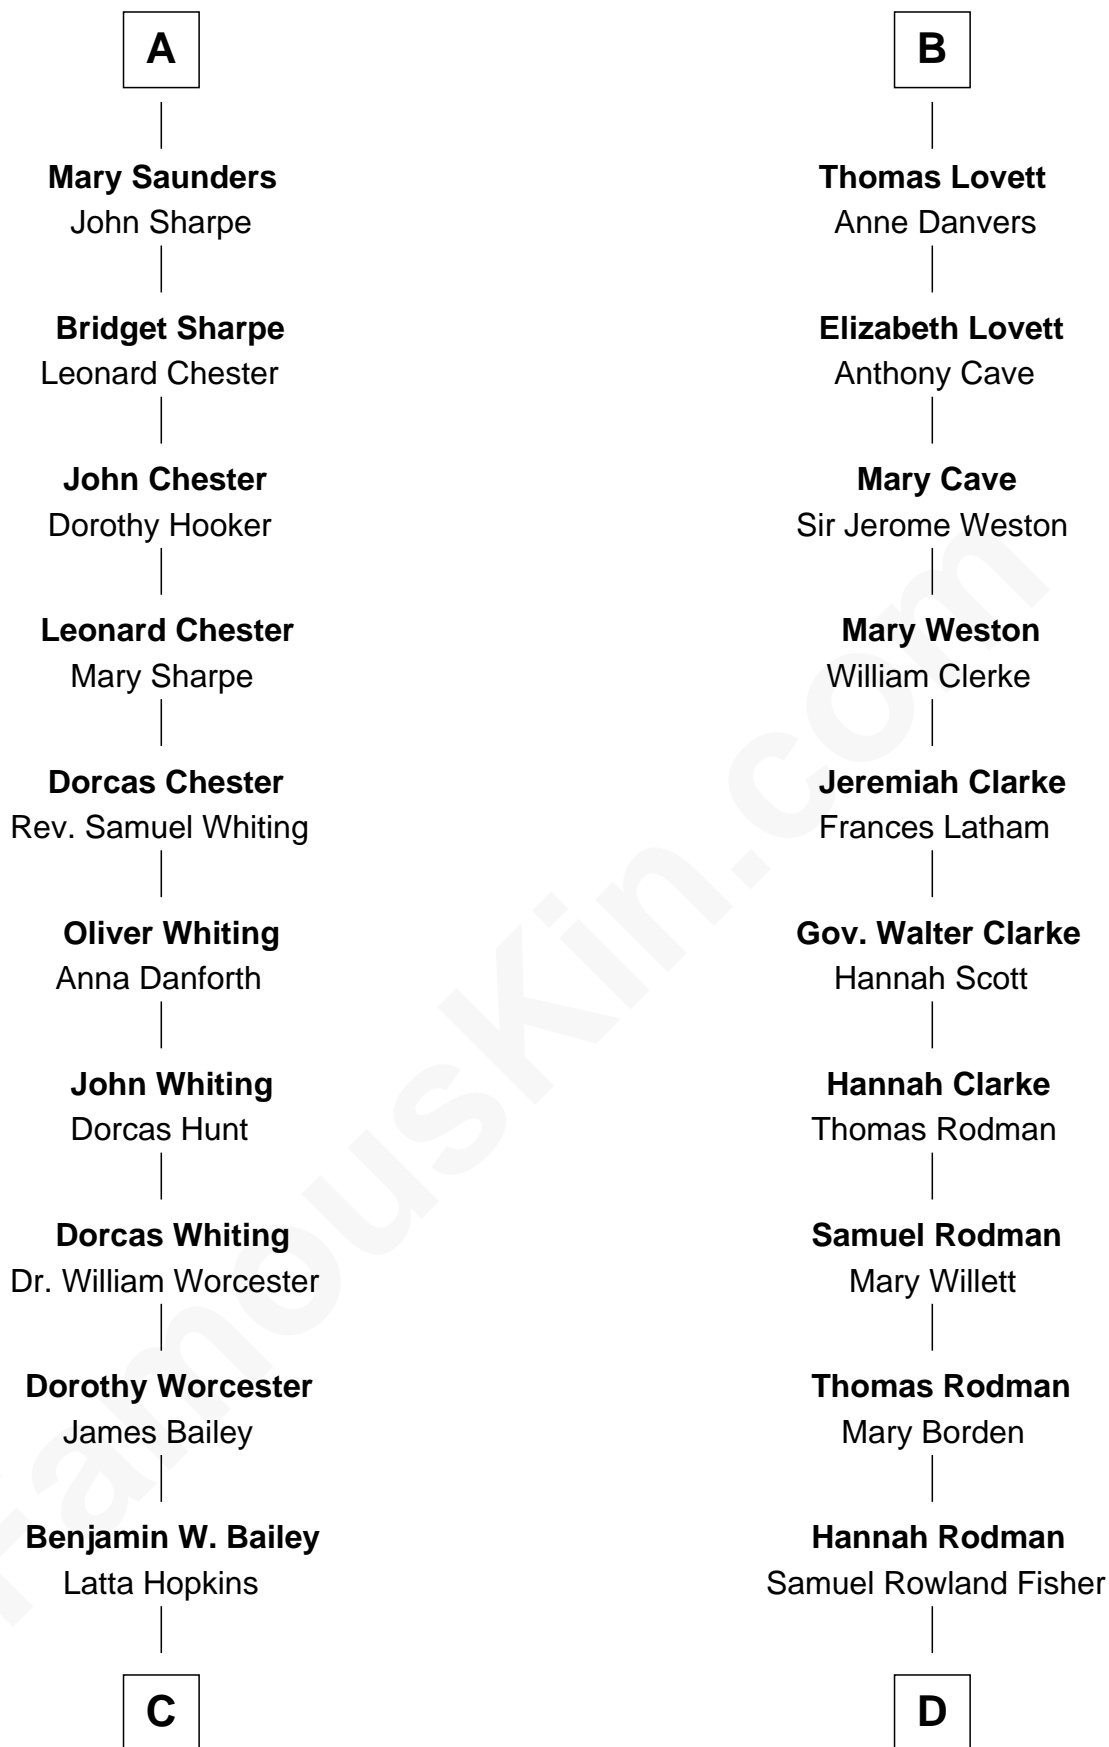 A
Mary Saunders
John Sharpe
Bridget Sharpe
Leonard Chester
John Chester
Dorothy Hooker
Leonard Chester
Mary Sharpe
Dorcas Chester
Rev. Samuel Whiting
Oliver Whiting
Anna Danforth
John Whiting
Dorcas Hunt
Dorcas Whiting
Dr. William Worcester
Dorothy Worcester
James Bailey
Benjamin W. Bailey
Latta Hopkins
C
B
Thomas Lovett
Anne Danvers
Elizabeth Lovett
Anthony Cave
Mary Cave
Sir Jerome Weston
Mary Weston
William Clerke
Jeremiah Clarke
Frances Latham
Gov. Walter Clarke
Hannah Scott
Hannah Clarke
Thomas Rodman
Samuel Rodman
Mary Willett
Thomas Rodman
Mary Borden
Hannah Rodman
Samuel Rowland Fisher
D
FamousKin.com